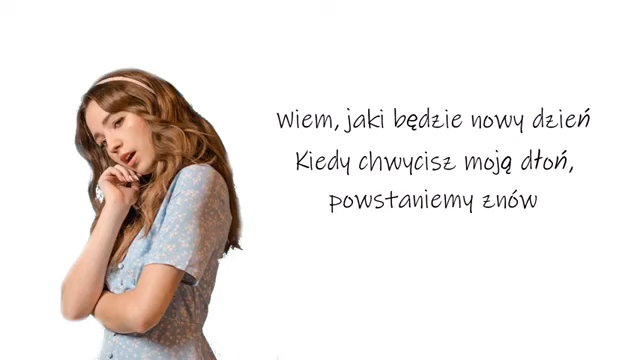 Wiem, jaki będzie nowy dzień
Kiedy chwycisz moją dłoń,
powstaniemy znów